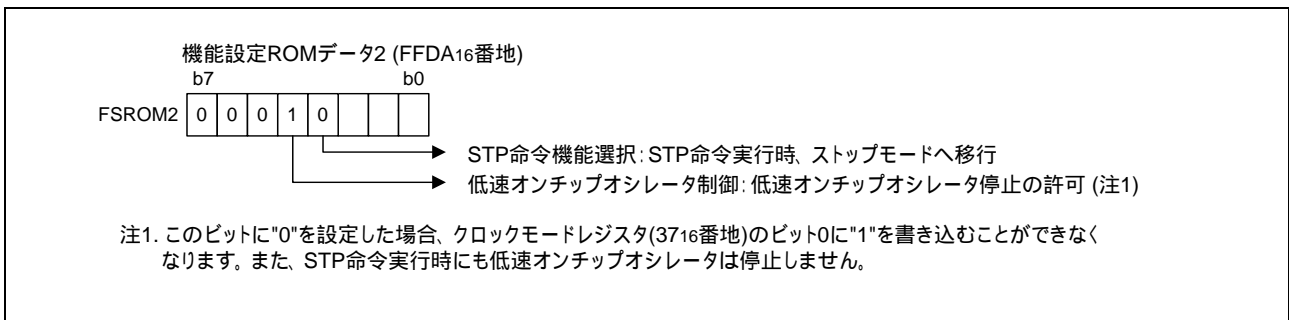 機能設定ROMデータ2 (FFDA16番地)
b7 b0
FSROM2 0 0 0 1 0
STP命令機能選択:STP命令実行時、ストップモードへ移行
低速オンチップオシレータ制御:低速オンチップオシレータ停止の許可 (注1)
注1. このビットに"0"を設定した場合、クロックモードレジスタ(3716番地)のビット0に"1"を書き込むことができなく
なります。また、STP命令実行時にも低速オンチップオシレータは停止しません。